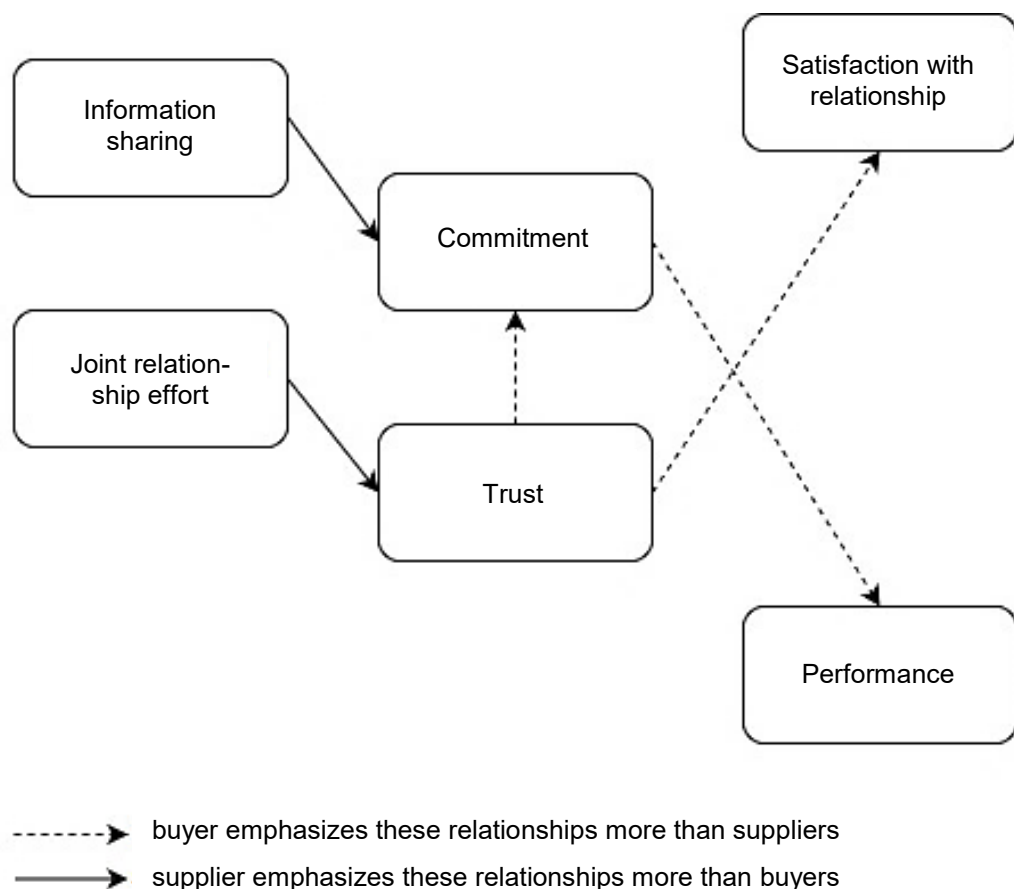 Satisfaction with
relationship
Information
sharing
Commitment
Joint relation-
ship effort
Trust
Performance
buyer emphasizes these relationships more than suppliers
supplier emphasizes these relationships more than buyers